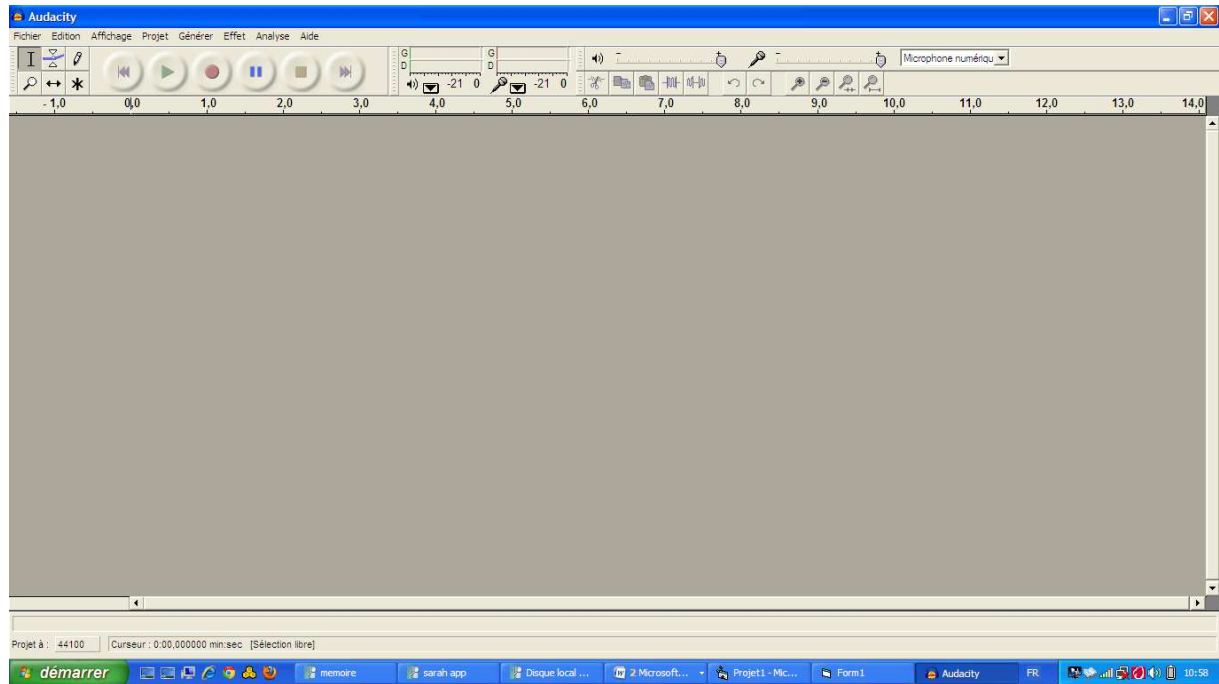 Audacity
Fichier Edition Affichage Projet Générer Effet Analyse Aide
G G
D D
-21 0 -21 0
Microphone numériqu
- 1,0 0,0 1,0 2,0 3,0 4,0 5,0 6,0 7,0 8,0 9,0 10,0 11,0 12,0 13,0 14,0
Projet à : 44100 Curseur : 0:00,000000 min:sec [Sélection libre]
démarrer memoire sarah app Disque local ... 2 Microsoft... Projet1 - Mic... Form1 Audacity FR 10:58